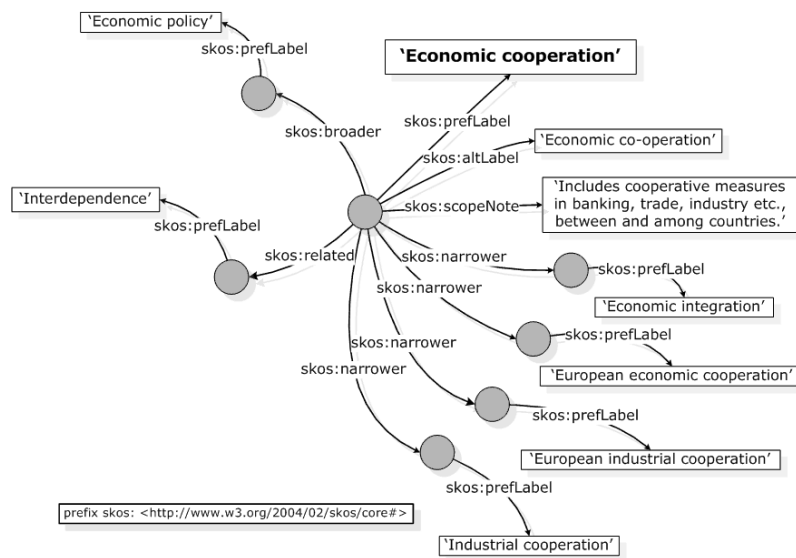 ‘Economic policy’
skos:prefLabel
‘Economic cooperation’
skos:prefLabel
skos:broader
‘Economic co-operation’
skos:altLabel
‘Interdependence’
‘Includes cooperative measures
in banking, trade, industry etc.,
between and among countries.’
skos:scopeNote
skos:prefLabel
skos:related
skos:narrower
skos:prefLabel
skos:narrower
‘Economic integration’
skos:prefLabel
skos:narrower
skos:narrower
‘European economic cooperation’
skos:prefLabel
‘European industrial cooperation’
skos:prefLabel
prefix skos: <http://www.w3.org/2004/02/skos/core#>
‘Industrial cooperation’